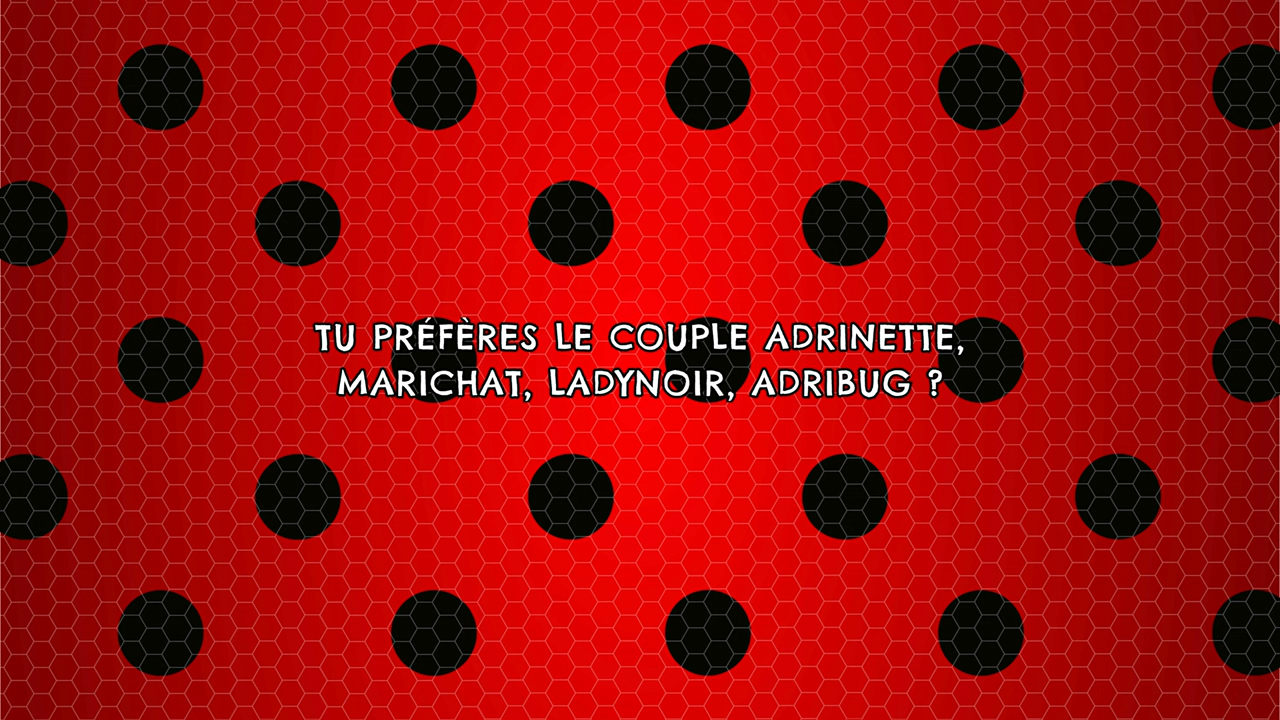 TU PRÉFÈRES LE COUPLE ADRINETTE,
MARICHAT, LADYNOIR, ADRIBUG ?